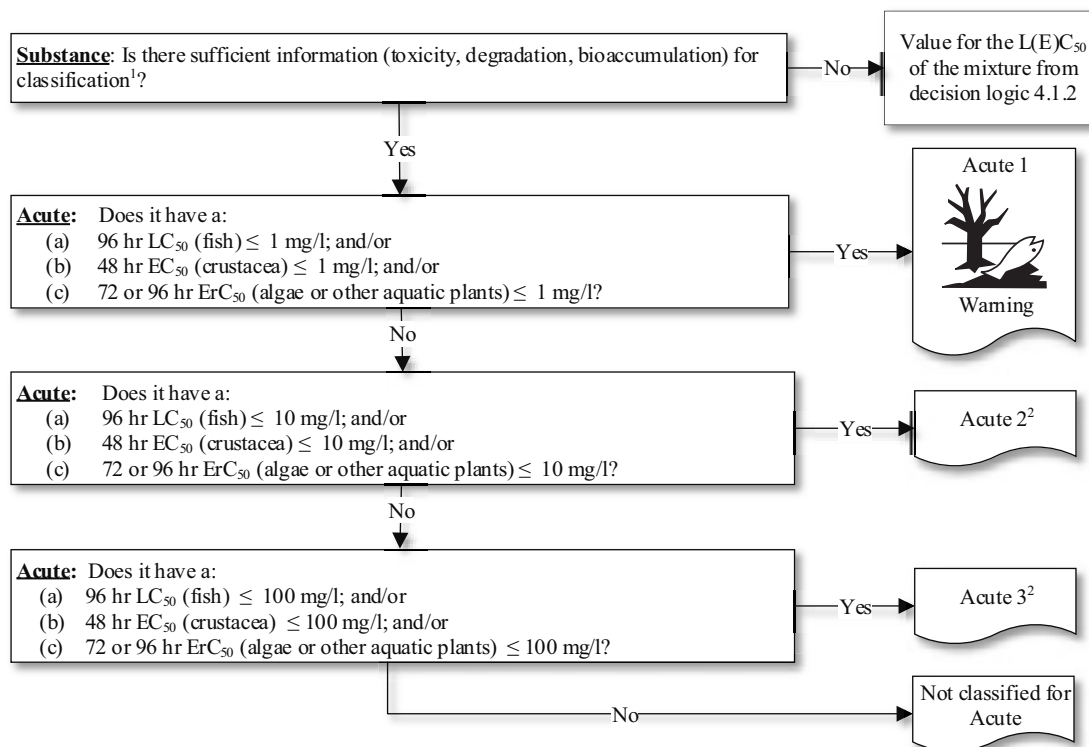 Substance: Is there sufficient information (toxicity, degradation, bioaccumulation) for
classification¹?
No
Value for the L(E)C₅₀
of the mixture from
decision logic 4.1.2
Yes
Acute: Does it have a:
(a) 96 hr LC₅₀ (fish) ≤ 1 mg/l; and/or
(b) 48 hr EC₅₀ (crustacea) ≤ 1 mg/l; and/or
(c) 72 or 96 hr ErC₅₀ (algae or other aquatic plants) ≤ 1 mg/l?
Yes
Acute 1
Warning
No
Acute: Does it have a:
(a) 96 hr LC₅₀ (fish) ≤ 10 mg/l; and/or
(b) 48 hr EC₅₀ (crustacea) ≤ 10 mg/l; and/or
(c) 72 or 96 hr ErC₅₀ (algae or other aquatic plants) ≤ 10 mg/l?
Yes
Acute 2²
No
Acute: Does it have a:
(a) 96 hr LC₅₀ (fish) ≤ 100 mg/l; and/or
(b) 48 hr EC₅₀ (crustacea) ≤ 100 mg/l; and/or
(c) 72 or 96 hr ErC₅₀ (algae or other aquatic plants) ≤ 100 mg/l?
Yes
Acute 3²
No
Not classified for
Acute